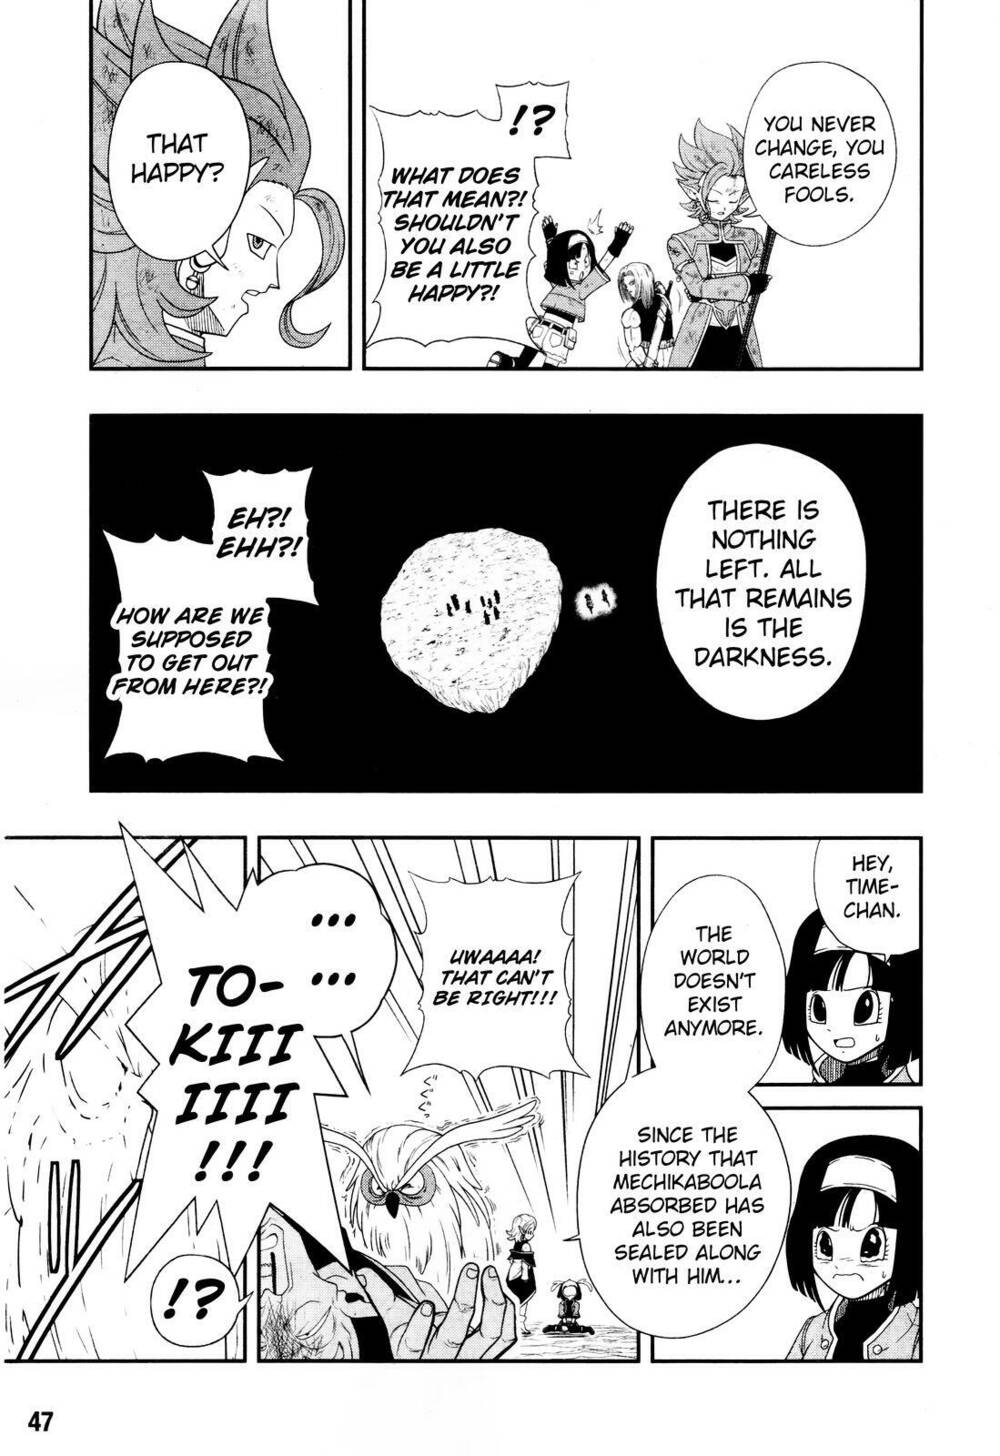 YOU NEVER
CHANGE, YOU
CARELESS
FOOLS.
!?
WHAT DOES
THAT MEAN?!
SHOULDN'T
YOU ALSO
BE A LITTLE
HAPPY?!
THAT
HAPPY?
THERE IS
NOTHING
LEFT. ALL
THAT REMAINS
IS THE
DARKNESS.
EH?!
EHH?!
HOW ARE WE
SUPPOSED
TO GET OUT
FROM HERE?!
HEY,
TIME-
CHAN.
THE
WORLD
DOESN'T
EXIST
ANYMORE.
SINCE THE
HISTORY THAT
MECHIKABOOLA
ABSORBED HAS
ALSO BEEN
SEALED ALONG
WITH HIM...
UWAAAA!
THAT CAN'T
BE RIGHT!!!
...
...
TO-
KIII
IIIII
!!!
!?
47